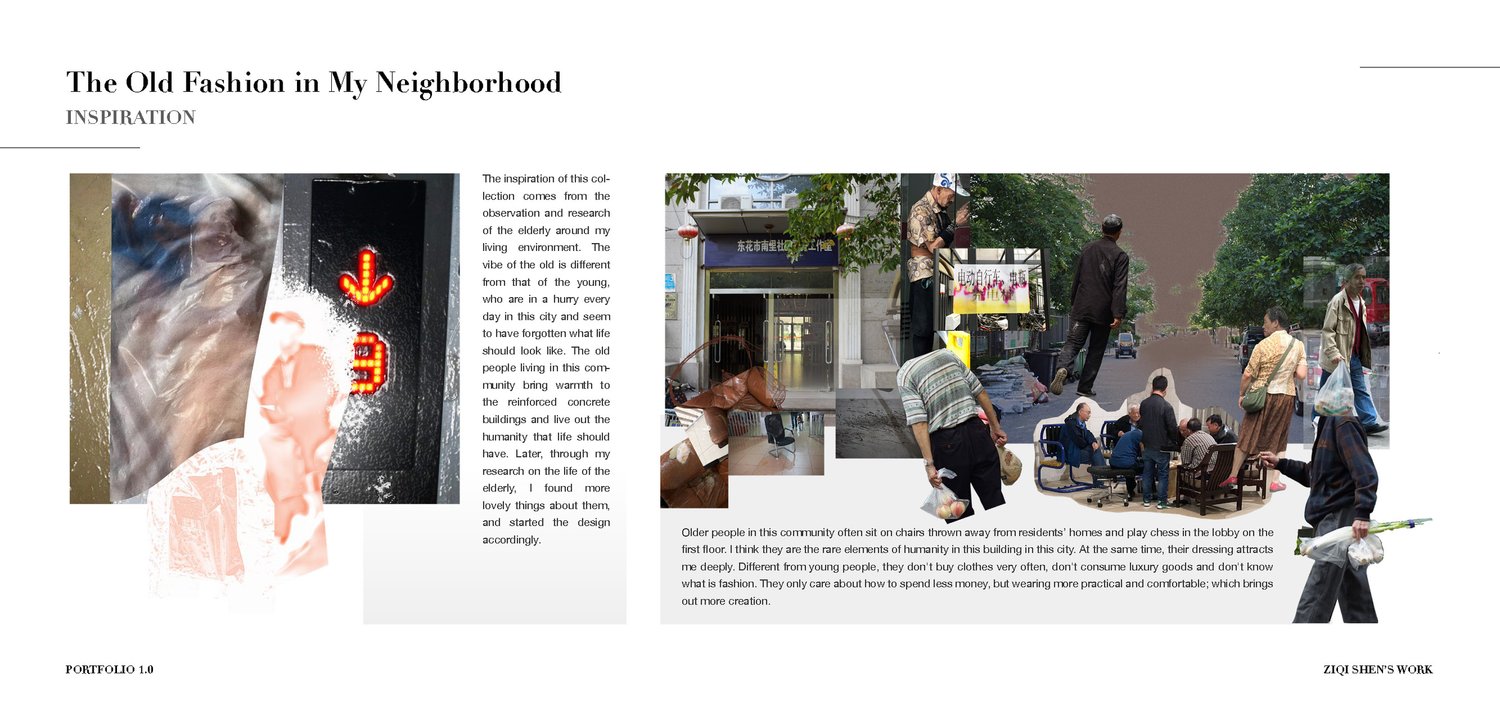 The Old Fashion in My Neighborhood
INSPIRATION
The inspiration of this col-
lection comes from the
observation and research
of the elderly around my
living environment. The
vibe of the old is different
from that of the young,
who are in a hurry every
day in this city and seem
to have forgotten what life
should look like. The old
people living in this com-
munity bring warmth to
the reinforced concrete
buildings and live out the
humanity that life should
have. Later, through my
research on the life of the
elderly, I found more
lovely things about them,
and started the design
accordingly.
9
东花市南里社 工作室
电动自行车 电瓶
Older people in this community often sit on chairs thrown away from residents' homes and play chess in the lobby on the
first floor. I think they are the rare elements of humanity in this building in this city. At the same time, their dressing attracts
me deeply. Different from young people, they don't buy clothes very often, don't consume luxury goods and don't know
what is fashion. They only care about how to spend less money, but wearing more practical and comfortable; which brings
out more creation.
PORTFOLIO 1.0
ZIQI SHEN'S WORK